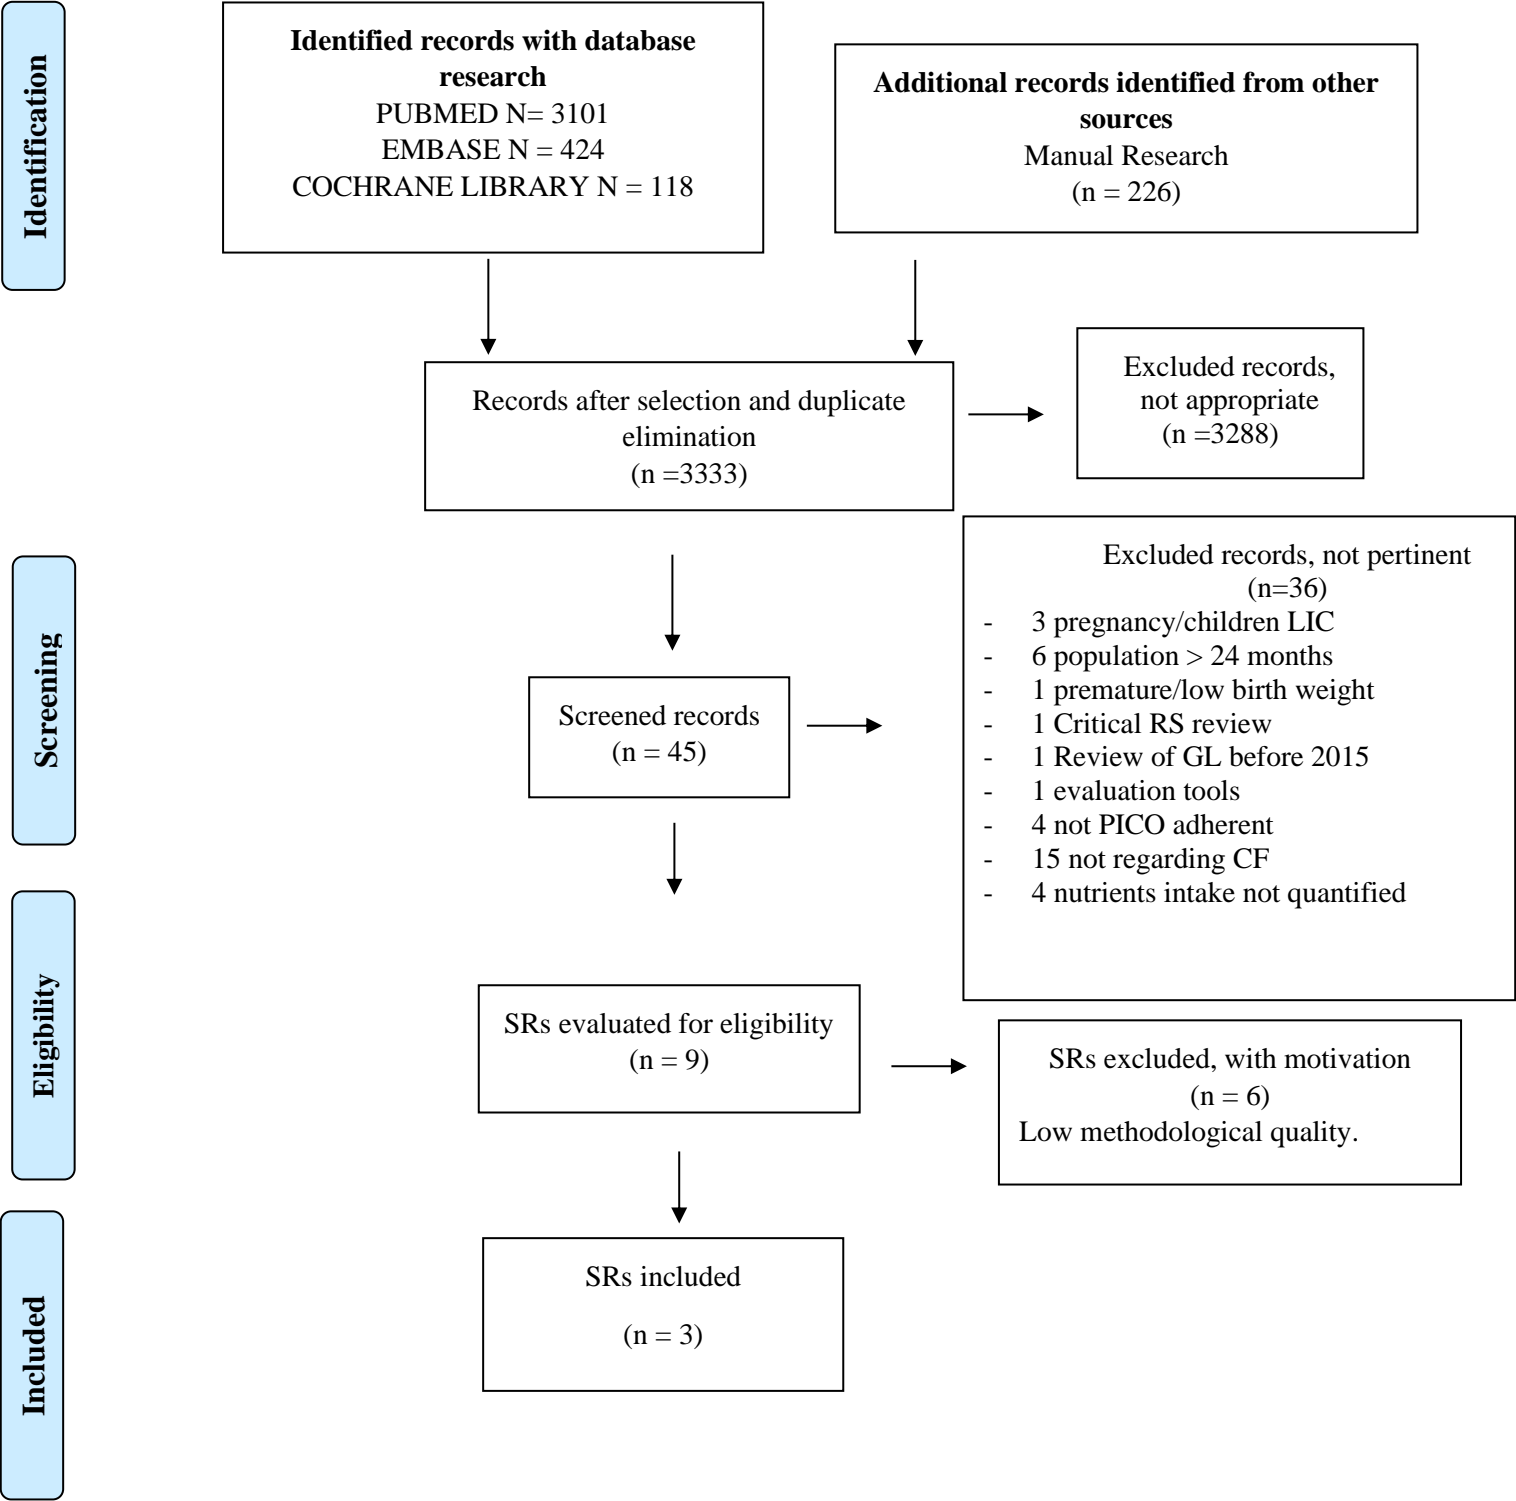 Identification
Identified records with database
research
PUBMED N= 3101
EMBASE N = 424
COCHRANE LIBRARY N = 118
Additional records identified from other
sources
Manual Research
(n = 226)
Records after selection and duplicate
elimination
(n =3333)
Excluded records,
not appropriate
(n =3288)
Screening
Screened records
(n = 45)
Excluded records, not pertinent
(n=36)
- 3 pregnancy/children LIC
- 6 population > 24 months
- 1 premature/low birth weight
- 1 Critical RS review
- 1 Review of GL before 2015
- 1 evaluation tools
- 4 not PICO adherent
- 15 not regarding CF
- 4 nutrients intake not quantified
Eligibility
SRs evaluated for eligibility
(n = 9)
SRs excluded, with motivation
(n = 6)
Low methodological quality.
Included
SRs included
(n = 3)